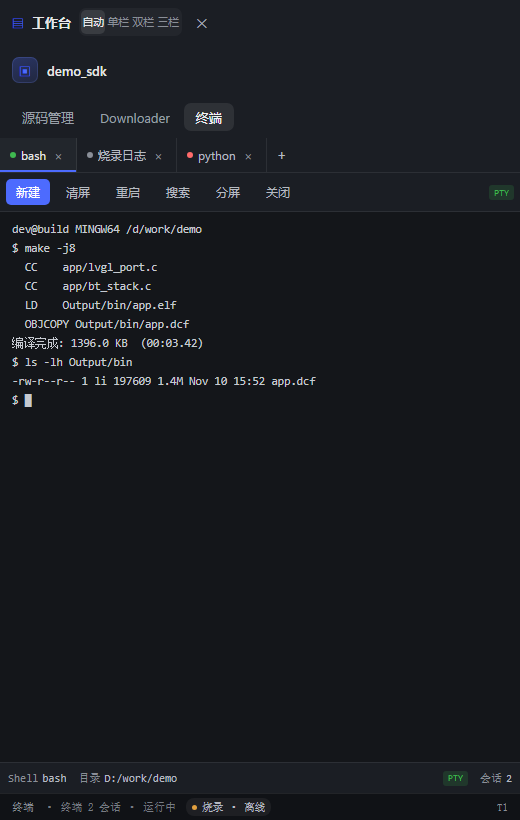 工作台 自动 单栏 双栏 三栏 ×
demo_sdk
源码管理 Downloader 终端
bash × 烧录日志 × python × +
新建 清屏 重启 搜索 分屏 关闭 PTY
dev@build MINGW64 /d/work/demo
$ make -j8
CC app/lvgl_port.c
CC app/bt_stack.c
LD Output/bin/app.elf
OBJCOPY Output/bin/app.dcf
编译完成: 1396.0 KB (00:03.42)
$ ls -lh Output/bin
-rw-r--r-- 1 li 197609 1.4M Nov 10 15:52 app.dcf
$
Shell bash 目录 D:/work/demo PTY 会话 2
终端 · 终端 2 会话 · 运行中 烧录 · 离线 T1